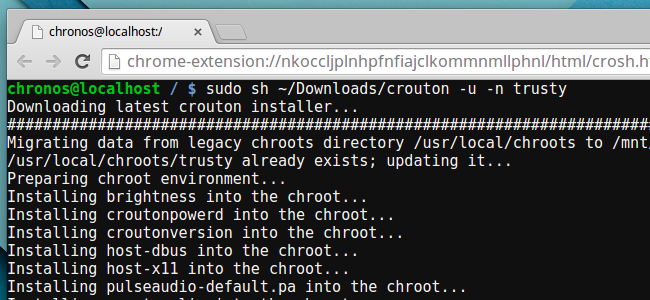 chronos@localhost:/
chrome-extension://nkoccljplnhpfnfiajclkommnmllphnl/html/crosh.h
chronos@localhost / $ sudo sh ~/Downloads/crouton -u -n trusty
Downloading latest crouton installer...
########################################################################
Migrating data from legacy chroots directory /usr/local/chroots to /mnt/
/usr/local/chroots/trusty already exists; updating it...
Preparing chroot environment...
Installing brightness into the chroot...
Installing croutonpowerd into the chroot...
Installing croutonversion into the chroot...
Installing host-dbus into the chroot...
Installing host-x11 into the chroot...
Installing pulseaudio-default.pa into the chroot...